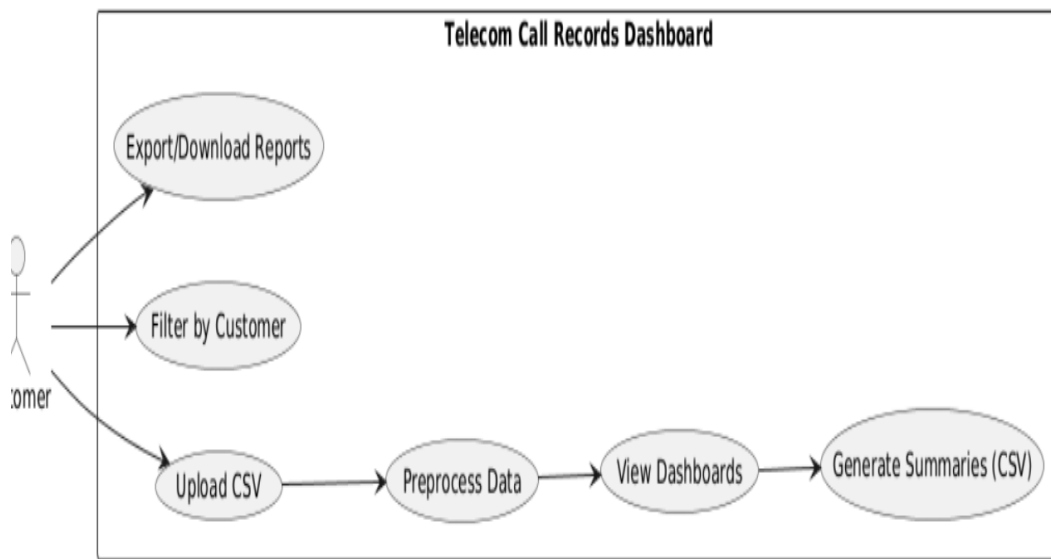 Telecom Call Records Dashboard
Export/Download Reports
Filter by Customer
tomer
Upload CSV
Preprocess Data
View Dashboards
Generate Summaries (CSV)